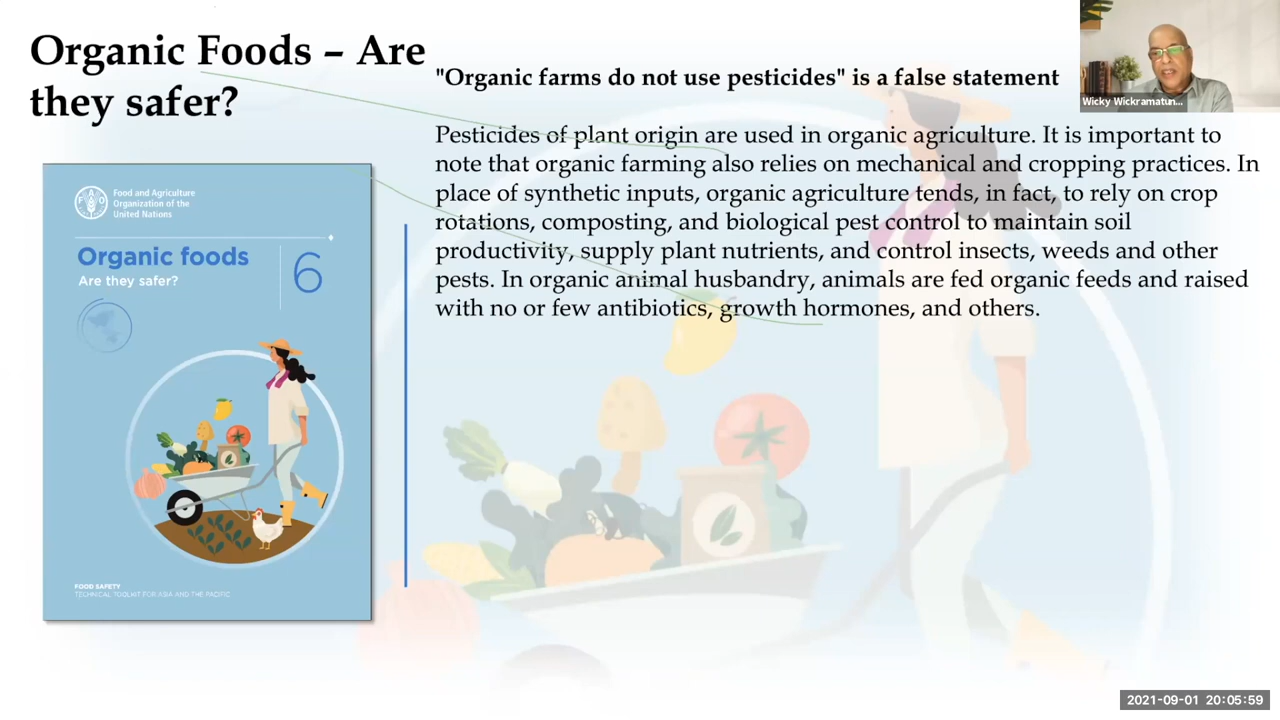 Organic Foods – Are
they safer?
"Organic farms do not use pesticides" is a false statement
Wicky Wickramatun...
Pesticides of plant origin are used in organic agriculture. It is important to
note that organic farming also relies on mechanical and cropping practices. In
place of synthetic inputs, organic agriculture tends, in fact, to rely on crop
rotations, composting, and biological pest control to maintain soil
productivity, supply plant nutrients, and control insects, weeds and other
pests. In organic animal husbandry, animals are fed organic feeds and raised
with no or few antibiotics, growth hormones, and others.
Food and Agriculture
Organization of the
United Nations
Organic foods
Are they safer?
6
FOOD SAFETY
TECHNICAL TOOLKIT FOR ASIA AND THE PACIFIC
2021-09-01 20:05:59